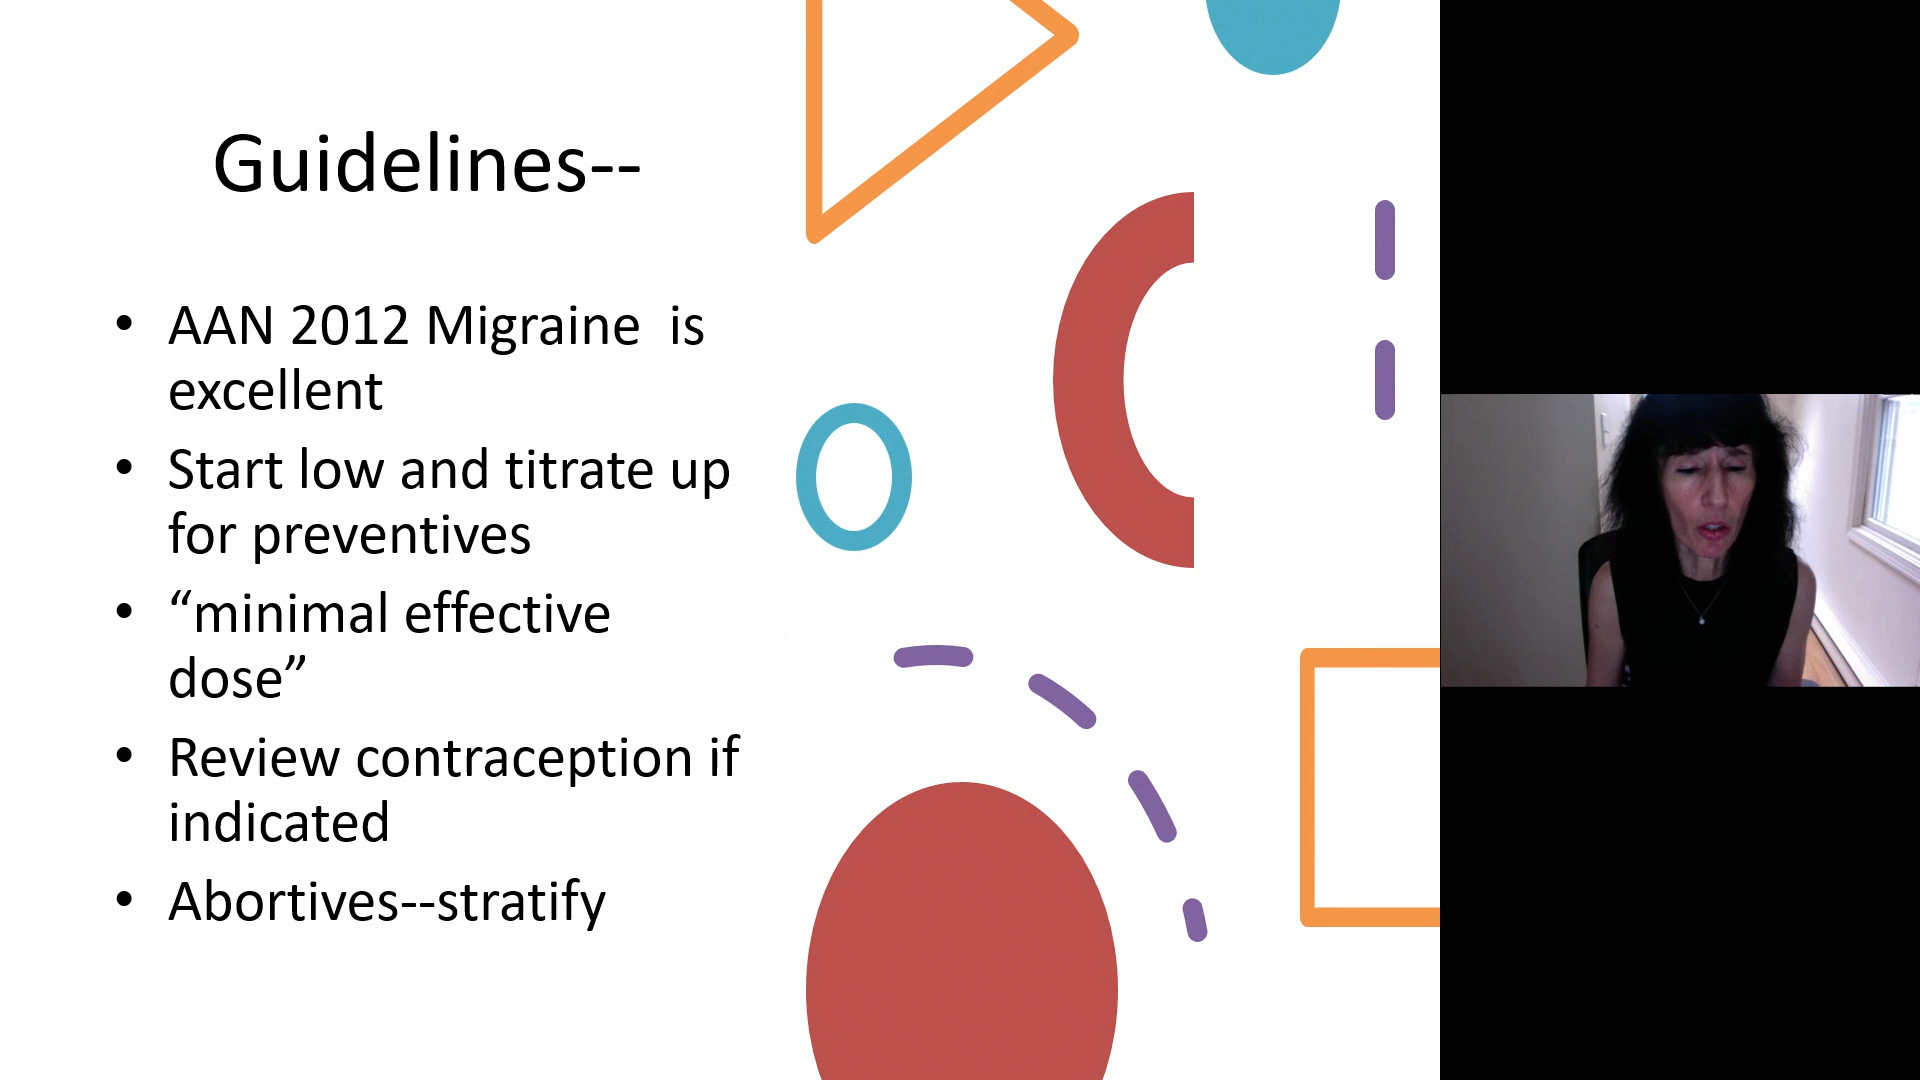 Guidelines--
• AAN 2012 Migraine  is
excellent
• Start low and titrate up
for preventives
• “minimal effective
dose”
• Review contraception if
indicated
• Abortives--stratify